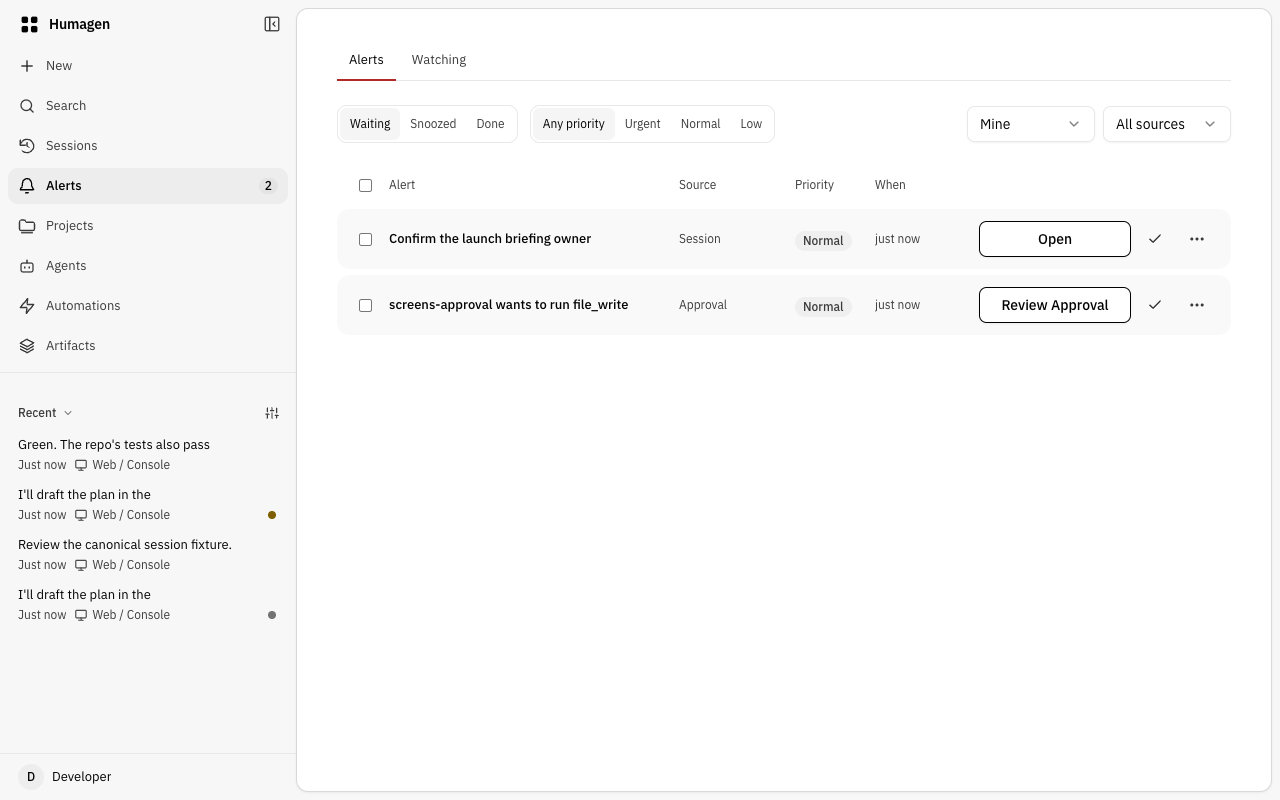 Humagen
New
Search
Sessions
Alerts 2
Projects
Agents
Automations
Artifacts
Recent
Green. The repo's tests also pass
Just now Web / Console
I'll draft the plan in the
Just now Web / Console
Review the canonical session fixture.
Just now Web / Console
I'll draft the plan in the
Just now Web / Console
D Developer
Alerts Watching
Waiting Snoozed Done Any priority Urgent Normal Low Mine All sources
Alert Source Priority When
Confirm the launch briefing owner Session Normal just now Open
screens-approval wants to run file_write Approval Normal just now Review Approval